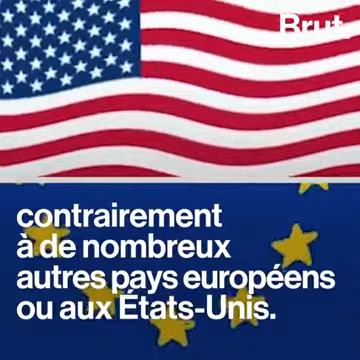 Brut.
contrairement
à de nombreux
autres pays européens
ou aux États-Unis.